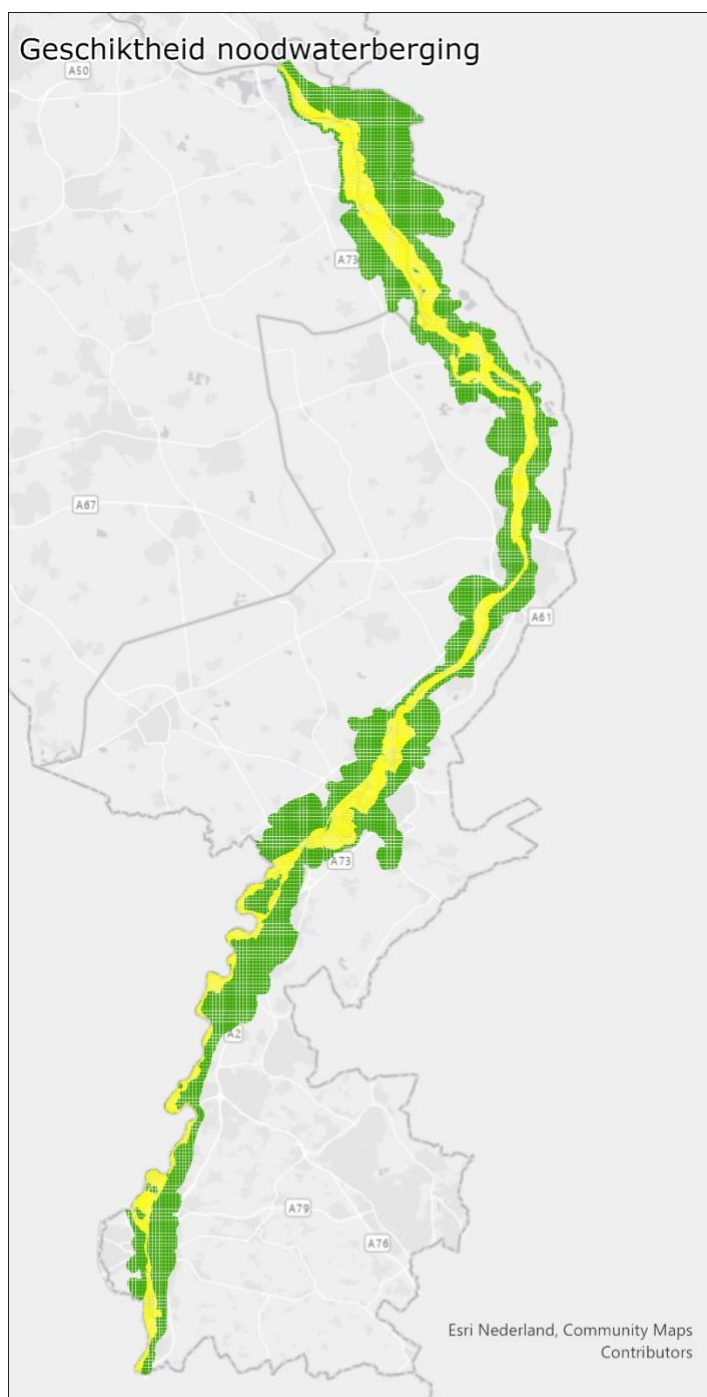 Geschiktheid noodwaterberging
A50
A73
A67
A61
A73
A2
A79
A76
Esri Nederland, Community Maps
Contributors